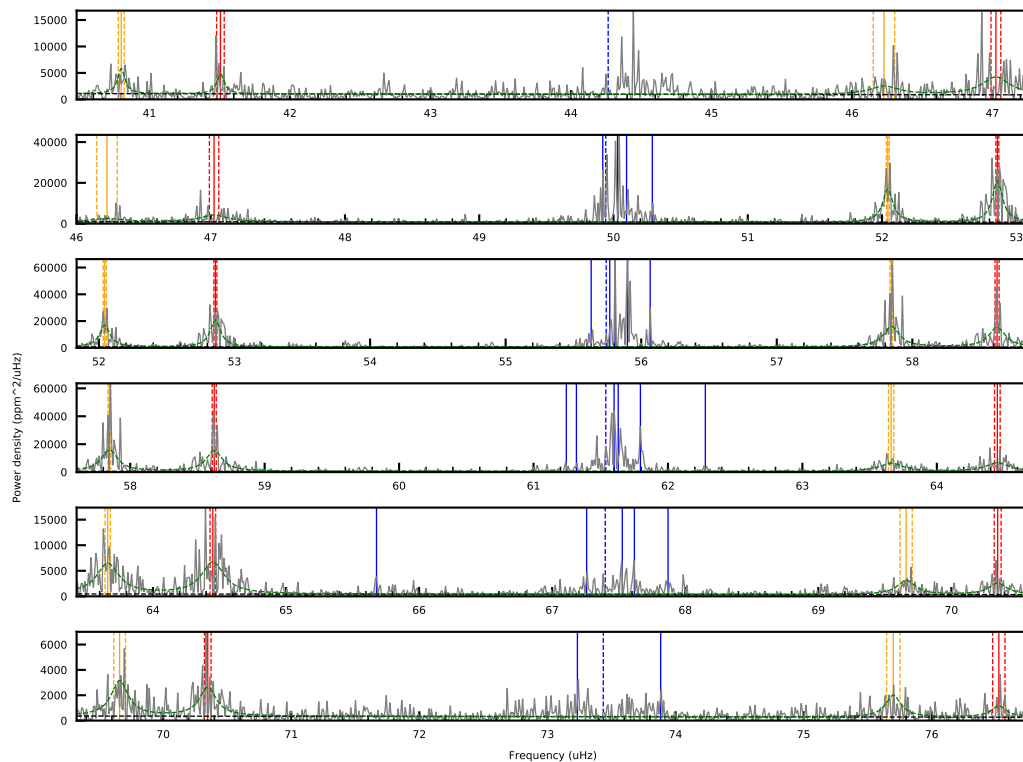 15000
10000
5000
0
41 42 43 44 45 46 47
40000
20000
0
46 47 48 49 50 51 52 53
60000
40000
20000
0
52 53 54 55 56 57 58
60000
40000
20000
0
58 59 60 61 62 63 64
15000
10000
5000
0
64 65 66 67 68 69 70
6000
4000
2000
0
70 71 72 73 74 75 76
Power density (ppm^2/uHz)
Frequency (uHz)